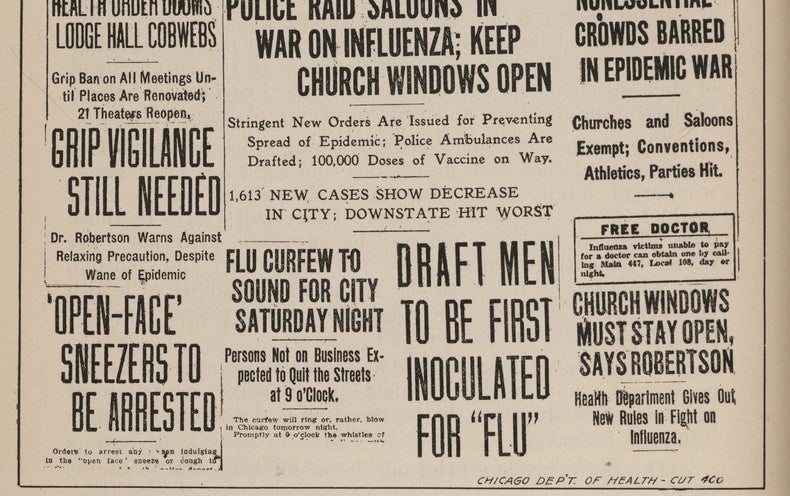 HEALTH ORDER DOOMS
LODGE HALL COBWEBS
Grip Ban on All Meetings Un-
til Places Are Renovated;
21 Theaters Reopen.
GRIP VIGILANCE
STILL NEEDED
Dr. Robertson Warns Against
Relaxing Precaution, Despite
Wane of Epidemic
'OPEN-FACE'
SNEEZERS TO
BE ARRESTED
Orders to arrest any indulging
in the "open face" sneeze or cough in
POLICE RAID SALOONS IN
WAR ON INFLUENZA; KEEP
CHURCH WINDOWS OPEN
Stringent New Orders Are Issued for Preventing
Spread of Epidemic; Police Ambulances Are
Drafted; 100,000 Doses of Vaccine on Way.
1,613 NEW CASES SHOW DECREASE
IN CITY; DOWNSTATE HIT WORST
FLU CURFEW TO
SOUND FOR CITY
SATURDAY NIGHT
Persons Not on Business Ex-
pected to Quit the Streets
at 9 o'Clock.
The curfew will ring or, rather, blow
in Chicago tomorrow night.
Promptly at 9 o'clock the whistles of
DRAFT MEN
TO BE FIRST
INOCULATED
FOR "FLU"
NONESSENTIAL
CROWDS BARRED
IN EPIDEMIC WAR
Churches and Saloons
Exempt; Conventions,
Athletics, Parties Hit.
FREE DOCTOR
Influenza victims unable to pay
for a doctor can obtain one by call-
ing Main 447, Local 108, day or
night.
CHURCH WINDOWS
MUST STAY OPEN,
SAYS ROBERTSON
Health Department Gives Out
New Rules in Fight on
Influenza.
CHICAGO DEP'T. OF HEALTH - CUT 400